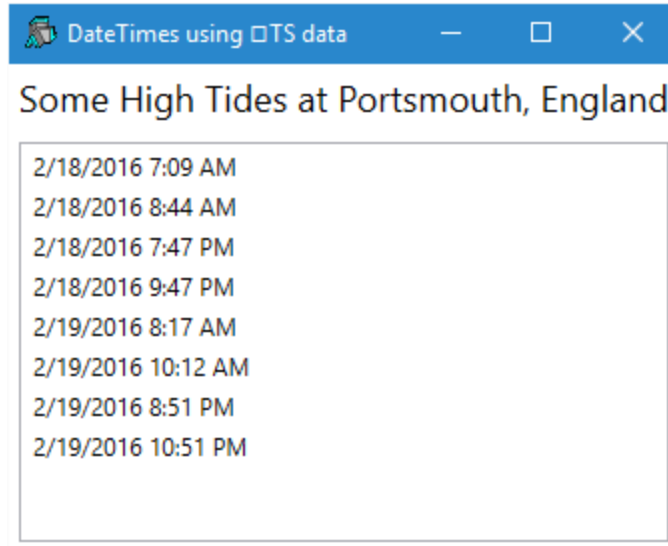 DateTimes using □TS data
Some High Tides at Portsmouth, England
2/18/2016 7:09 AM
2/18/2016 8:44 AM
2/18/2016 7:47 PM
2/18/2016 9:47 PM
2/19/2016 8:17 AM
2/19/2016 10:12 AM
2/19/2016 8:51 PM
2/19/2016 10:51 PM